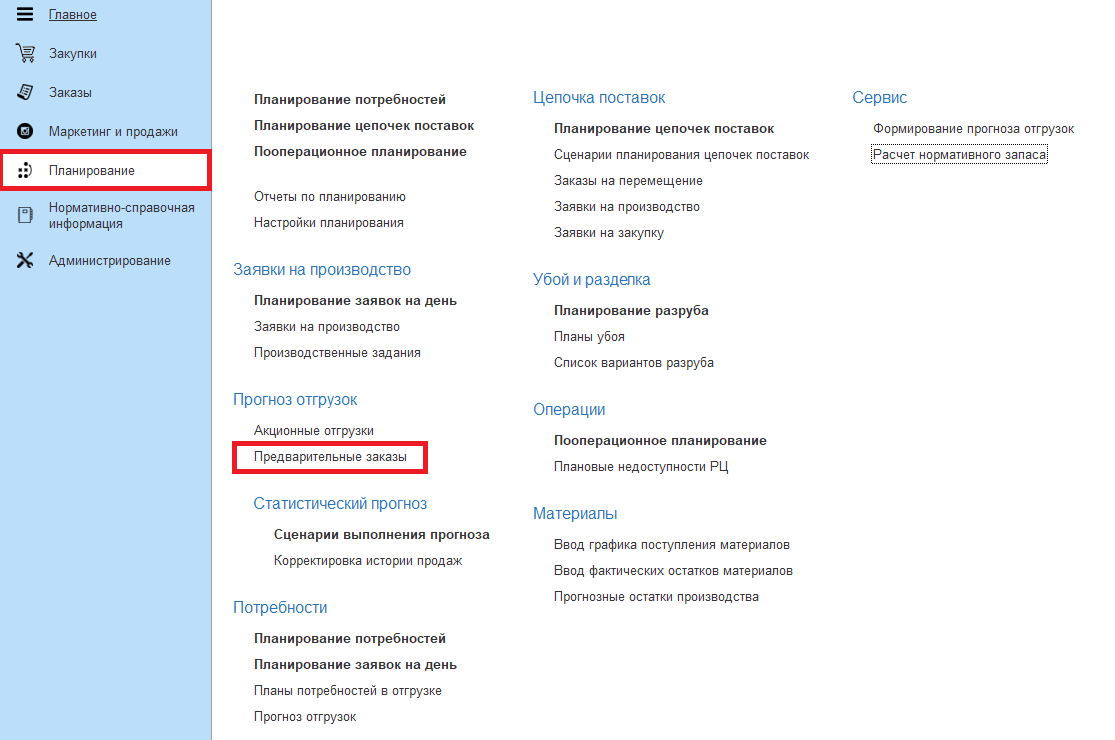 Главное
Закупки
Заказы
Маркетинг и продажи
Планирование
Нормативно-справочная
информация
Администрирование
Планирование потребностей
Планирование цепочек поставок
Пооперационное планирование
Отчеты по планированию
Настройки планирования
Заявки на производство
Планирование заявок на день
Заявки на производство
Производственные задания
Прогноз отгрузок
Акционные отгрузки
Предварительные заказы
Статистический прогноз
Сценарии выполнения прогноза
Корректировка истории продаж
Потребности
Планирование потребностей
Планирование заявок на день
Планы потребностей в отгрузке
Прогноз отгрузок
Цепочка поставок
Планирование цепочек поставок
Сценарии планирования цепочек поставок
Заказы на перемещение
Заявки на производство
Заявки на закупку
Убой и разделка
Планирование разруба
Планы убоя
Список вариантов разруба
Операции
Пооперационное планирование
Плановые недоступности РЦ
Материалы
Ввод графика поступления материалов
Ввод фактических остатков материалов
Прогнозные остатки производства
Сервис
Формирование прогноза отгрузок
Расчет нормативного запаса